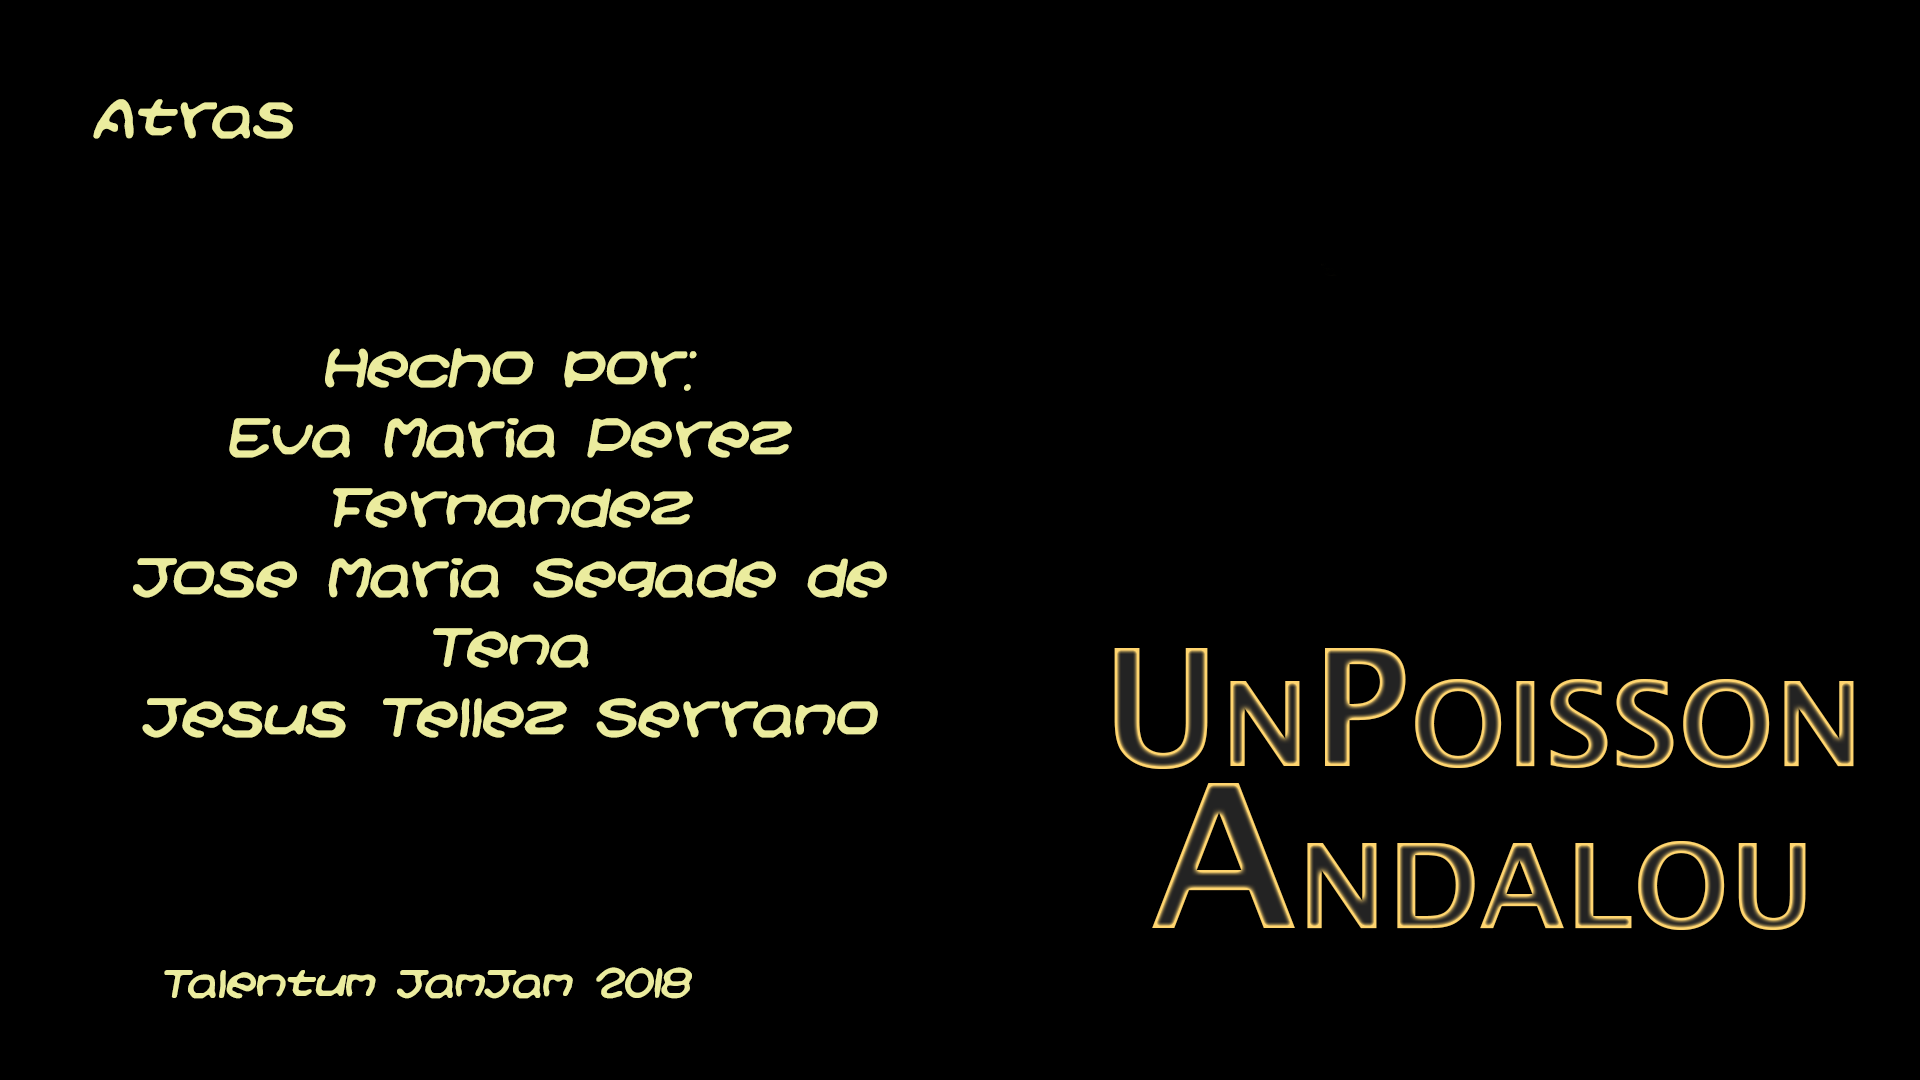 Atras
Hecho por:
Eva Maria Perez
Fernandez
Jose Maria Segade de
Tena
Jesus Tellez Serrano
UnPoisson
Andalou
Talentum JamJam 2018